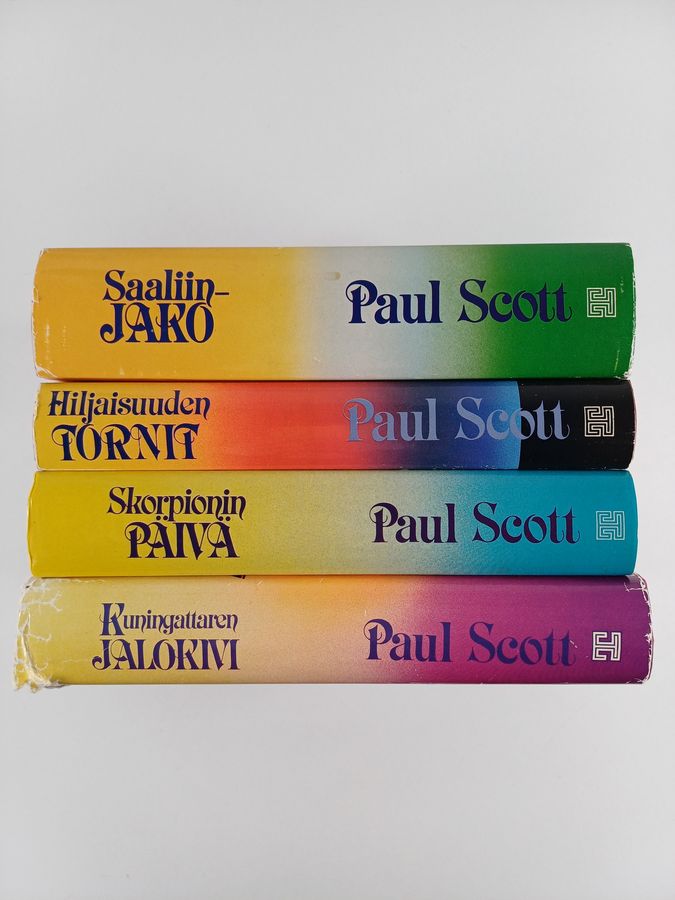 Saaliin-
JAKO
Paul Scott
Hiljaisuuden
TORNIT
Paul Scott
Skorpionin
PÄIVÄ
Paul Scott
Kuningattaren
JALOKIVI
Paul Scott